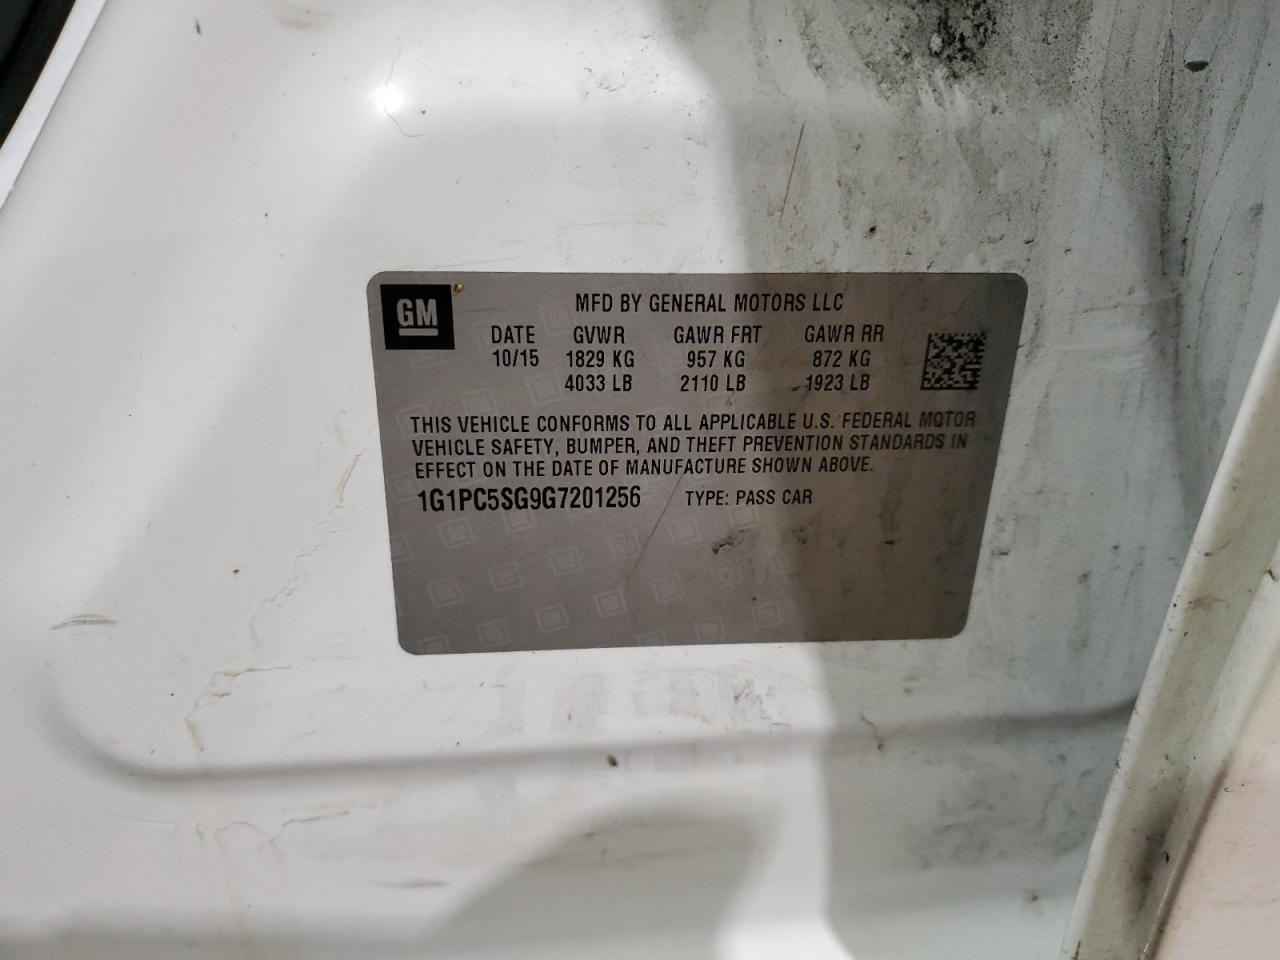 GM
MFD BY GENERAL MOTORS LLC
DATE GVWR GAWR FRT GAWR RR
10/15 1829 KG 957 KG 872 KG
4033 LB 2110 LB 1923 LB
THIS VEHICLE CONFORMS TO ALL APPLICABLE U.S. FEDERAL MOTOR
VEHICLE SAFETY, BUMPER, AND THEFT PREVENTION STANDARDS IN
EFFECT ON THE DATE OF MANUFACTURE SHOWN ABOVE.
1G1PC5SG9G7201256 TYPE: PASS CAR